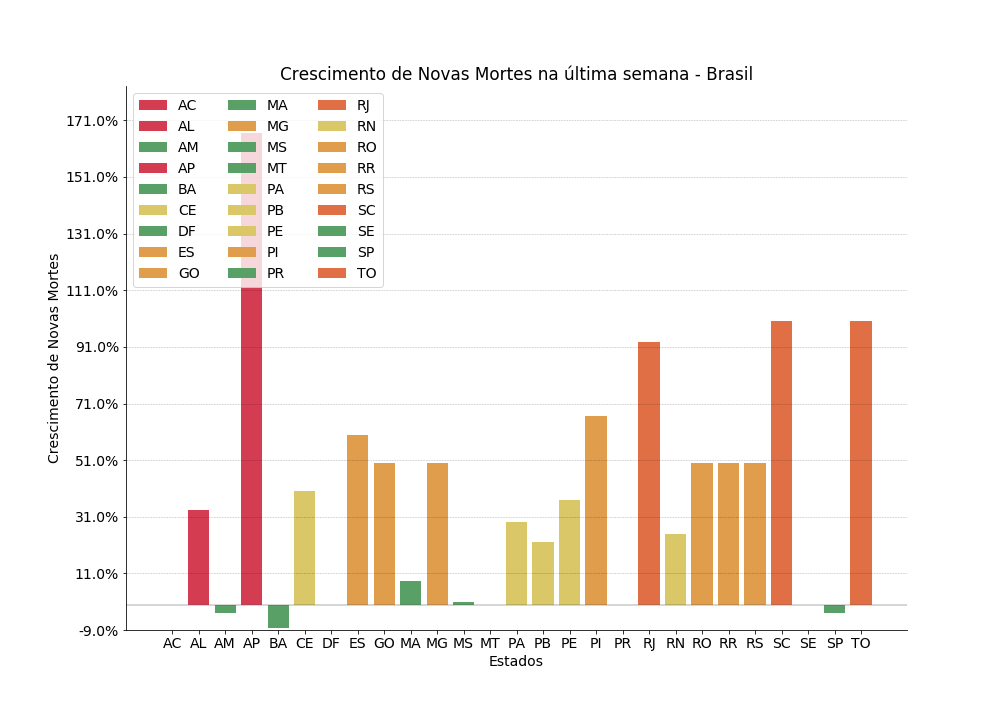 Crescimento de Novas Mortes na última semana - Brasil
AC MA RJ
AL MG RN
AM MS RO
AP MT RR
BA PA RS
CE PB SC
DF PE SE
ES PI SP
GO PR TO
171.0%
151.0%
131.0%
111.0%
91.0%
71.0%
51.0%
31.0%
11.0%
-9.0%
Crescimento de Novas Mortes
AC AL AM AP BA CE DF ES GO MA MG MS MT PA PB PE PI PR RJ RN RO RR RS SC SE SP TO
Estados